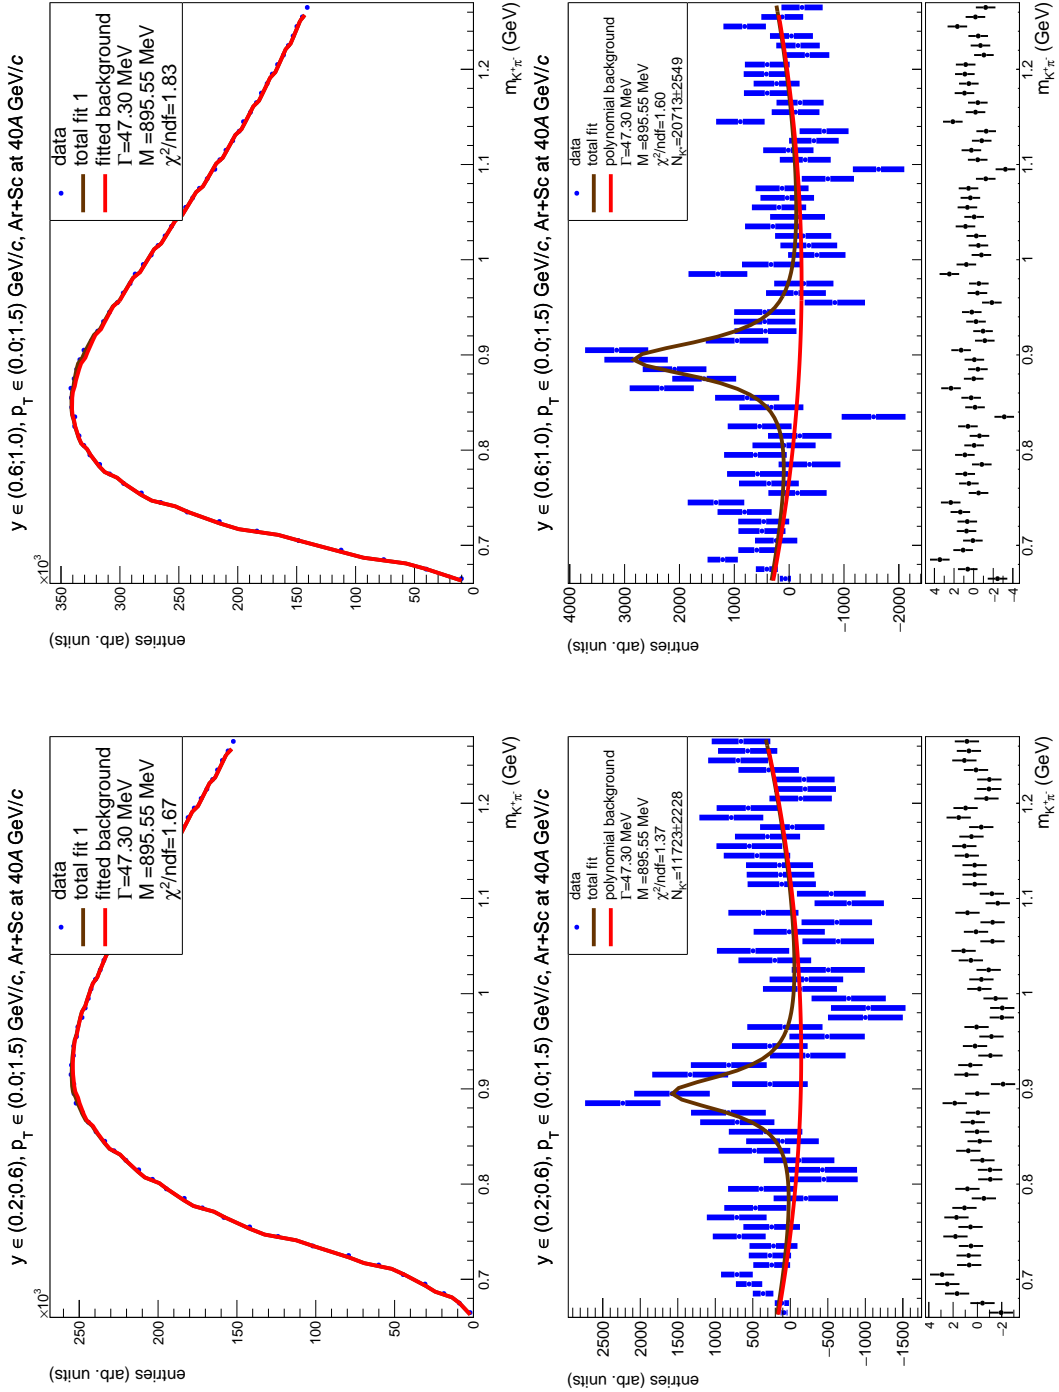 y ∈ (0.2;0.6), p_T ∈ (0.0;1.5) GeV/c, Ar+Sc at 40A GeV/c
×10³
entries (arb. units)
250
200
150
100
50
0
data
total fit 1
fitted background
Γ=47.30 MeV
M =895.55 MeV
χ²/ndf=1.67
0.7
0.8
0.9
1
1.1
1.2
m_K⁺π⁻ (GeV)
y ∈ (0.6;1.0), p_T ∈ (0.0;1.5) GeV/c, Ar+Sc at 40A GeV/c
×10³
entries (arb. units)
350
300
250
200
150
100
50
0
data
total fit 1
fitted background
Γ=47.30 MeV
M =895.55 MeV
χ²/ndf=1.83
0.7
0.8
0.9
1
1.1
1.2
m_K⁺π⁻ (GeV)
y ∈ (0.2;0.6), p_T ∈ (0.0;1.5) GeV/c, Ar+Sc at 40A GeV/c
entries (arb. units)
2500
2000
1500
1000
500
0
−500
−1000
−1500
data
total fit
polynomial background
Γ=47.30 MeV
M =895.55 MeV
χ²/ndf=1.37
N_K*=11723±2228
4
2
0
−2
0.7
0.8
0.9
1
1.1
1.2
m_K⁺π⁻ (GeV)
y ∈ (0.6;1.0), p_T ∈ (0.0;1.5) GeV/c, Ar+Sc at 40A GeV/c
entries (arb. units)
4000
3000
2000
1000
0
−1000
−2000
data
total fit
polynomial background
Γ=47.30 MeV
M =895.55 MeV
χ²/ndf=1.60
N_K*=20713±2549
4
2
0
−2
−4
0.7
0.8
0.9
1
1.1
1.2
m_K⁺π⁻ (GeV)